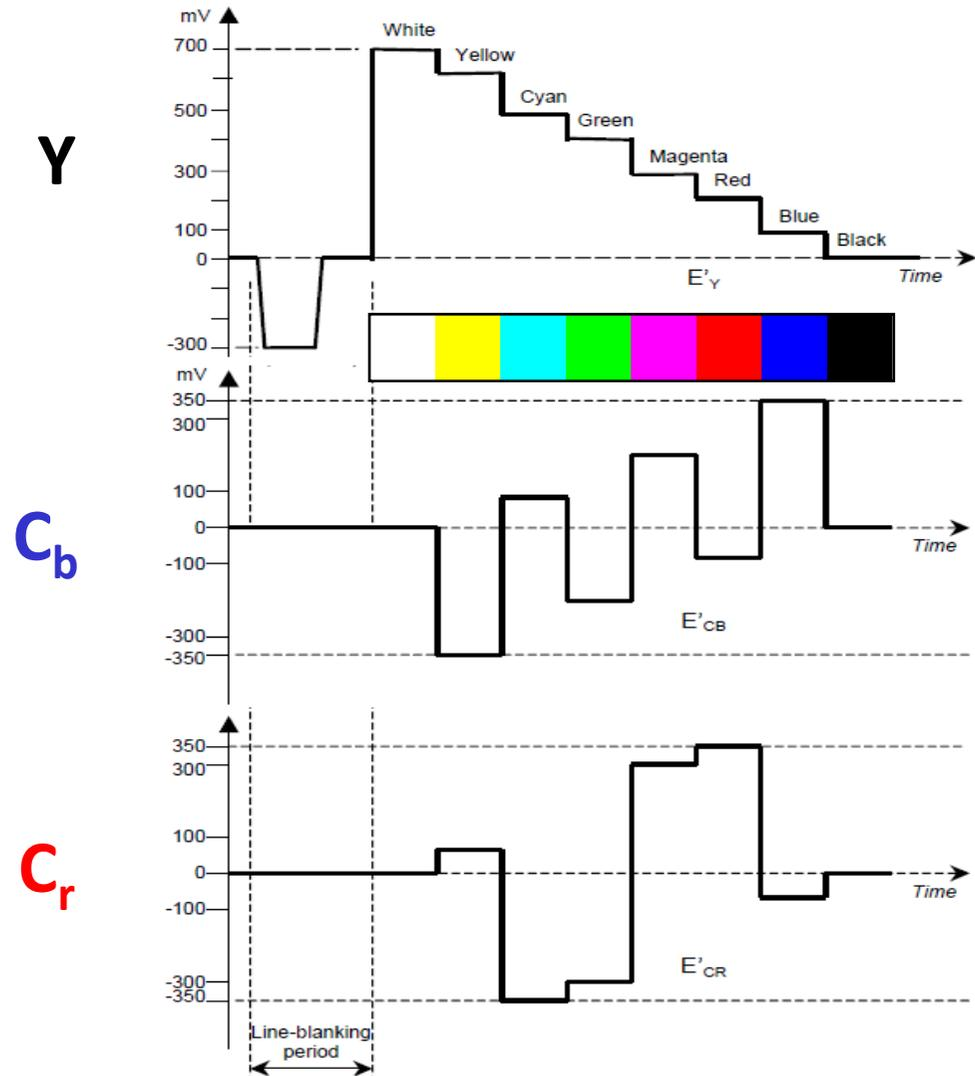 mV
White
700
Yellow
Cyan
500
Green
Y
Magenta
300
Red
Blue
100
Black
0
E'Y
Time
-300
mV
350
300
100
Cb
0
Time
-100
E'CB
-300
-350
350
300
100
Cr
0
Time
-100
E'CR
-300
-350
Line-blanking
period